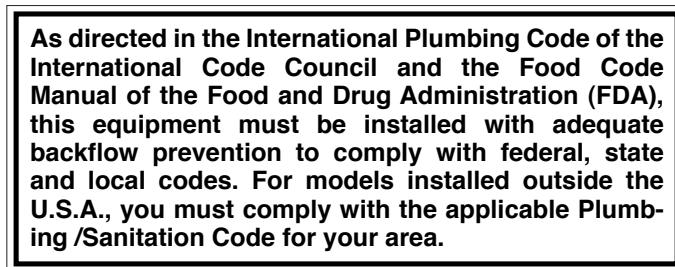 As directed in the International Plumbing Code of the
International Code Council and the Food Code
Manual of the Food and Drug Administration (FDA),
this equipment must be installed with adequate
backflow prevention to comply with federal, state
and local codes. For models installed outside the
U.S.A., you must comply with the applicable Plumb-
ing /Sanitation Code for your area.